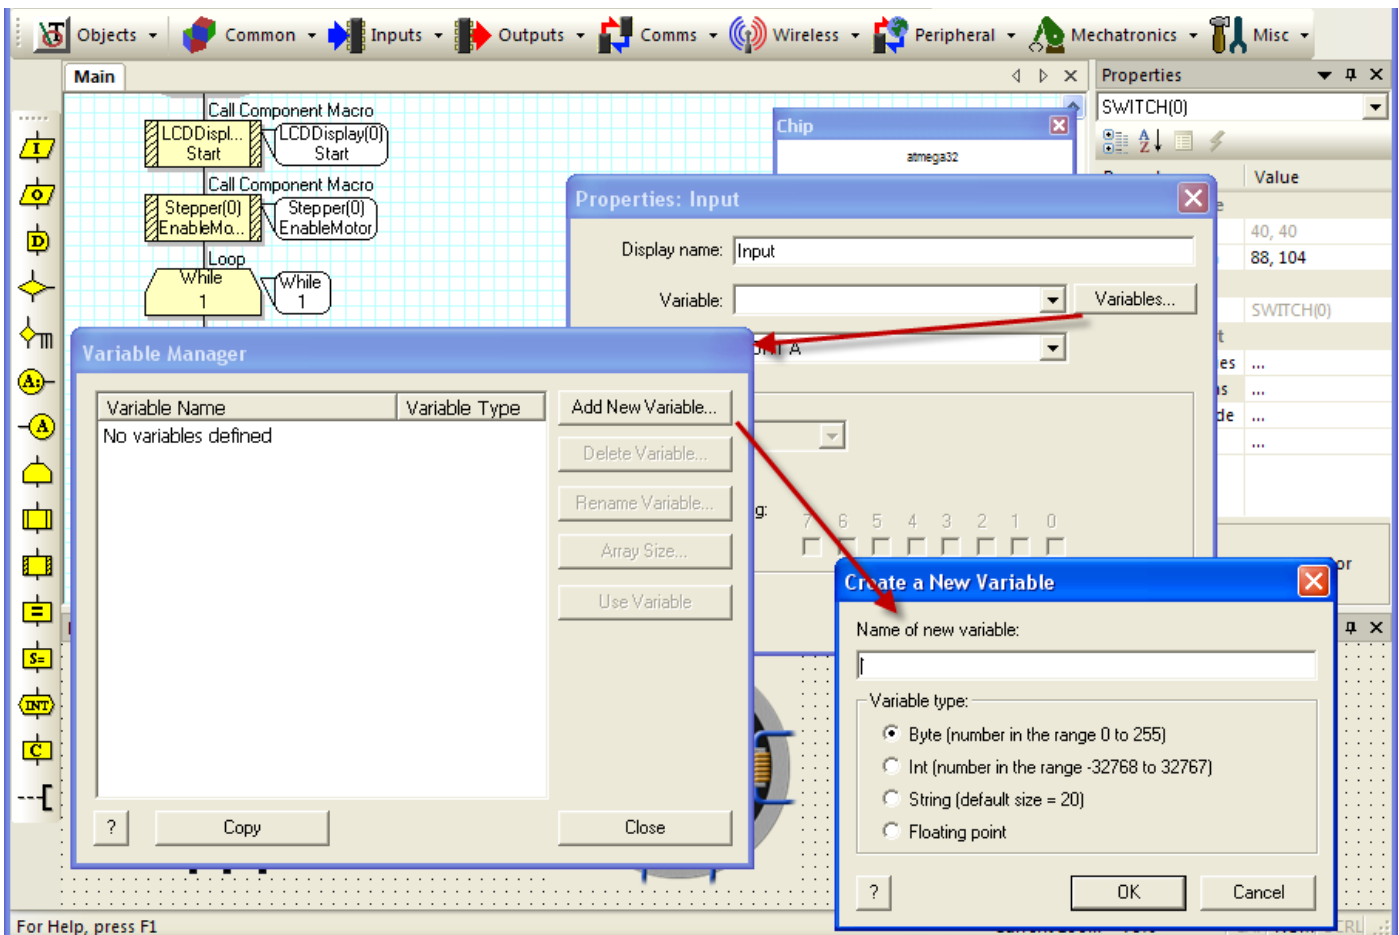 Objects
Common
Inputs
Outputs
Comms
Wireless
Peripheral
Mechatronics
Misc
Main
Properties
Call Component Macro
LCDDispl...
Start
LCDDisplay(0)
Start
Call Component Macro
Stepper(0)
EnableMo...
Stepper(0)
EnableMotor
Loop
While
1
While
1
Chip
atmega32
SWITCH(0)
Value
40, 40
88, 104
SWITCH(0)
...
...
...
...
Properties: Input
Display name:
Input
Variable:
Variables...
Variable Manager
Variable Name
Variable Type
No variables defined
Add New Variable...
Delete Variable...
Rename Variable...
Array Size...
Use Variable
?
Copy
Close
7 6 5 4 3 2 1 0
Create a New Variable
Name of new variable:
Variable type:
Byte (number in the range 0 to 255)
Int (number in the range -32768 to 32767)
String (default size = 20)
Floating point
?
OK
Cancel
I
O
D
m
A:
A
=
S=
INT
C
For Help, press F1